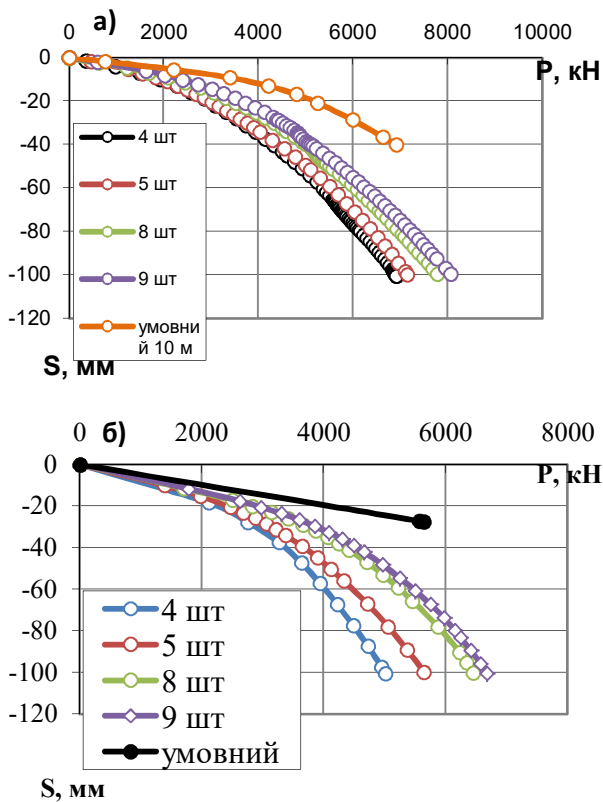 а)
0 2000 4000 6000 8000 10000
P, кН
0
-20
-40
-60
-80
-100
-120
4 шт
5 шт
8 шт
9 шт
умовни
й 10 м
S, мм
0 2000 4000 6000 8000
б)
P, кН
0
-20
-40
-60
-80
-100
-120
4 шт
5 шт
8 шт
9 шт
умовний
S, мм